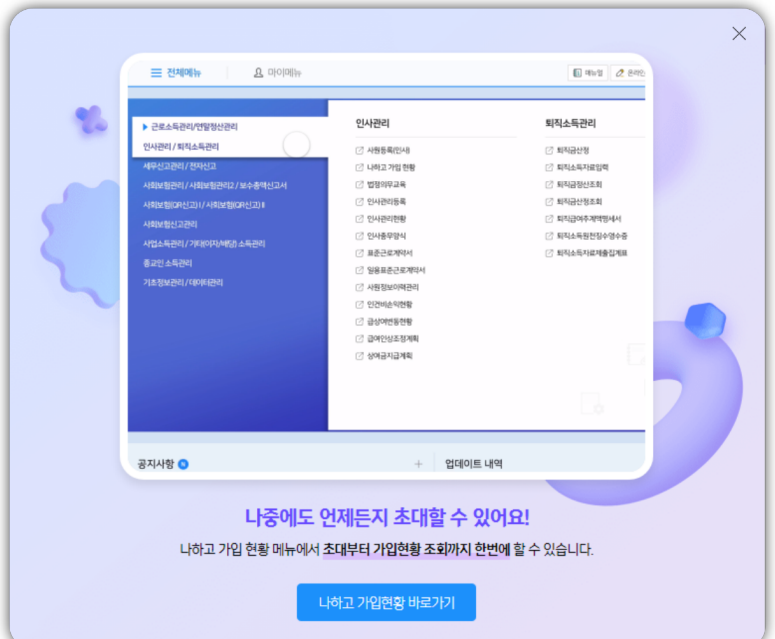 전체메뉴
마이메뉴
매뉴얼
온라인
근로소득관리/연말정산관리
인사관리 / 퇴직소득관리
세무신고관리 / 전자신고
사회보험관리 / 사회보험관리2 / 보수총액신고서
사회보험(QR신고) I / 사회보험(QR신고) II
사회보험신고관리
사업소득관리 / 기타(이자/배당) 소득관리
종교인 소득관리
기초정보관리 / 데이터관리
인사관리
사원등록(인사)
나하고 가입 현황
법정의무교육
인사관리등록
인사관리현황
인사총무양식
표준근로계약서
일용표준근로계약서
사원정보이력관리
인건비손익현황
급상여변동현황
급여인상조정계획
상여금지급계획
퇴직소득관리
퇴직금산정
퇴직소득자료입력
퇴직금정산조회
퇴직금산정조회
퇴직급여추계액명세서
퇴직소득원천징수영수증
퇴직소득자료제출집계표
공지사항 N
업데이트 내역
나중에도 언제든지 초대할 수 있어요!
나하고 가입 현황 메뉴에서 초대부터 가입현황 조회까지 한번에 할 수 있습니다.
나하고 가입현황 바로가기